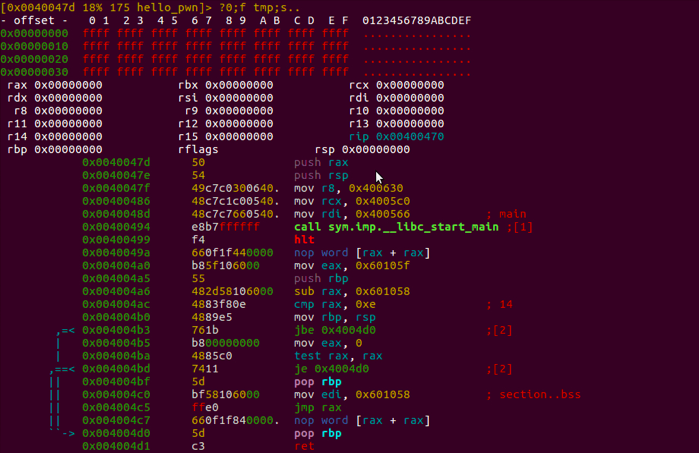 [0x0040047d 18% 175 hello_pwn]> ?0;f tmp;s..
- offset -   0 1  2 3  4 5  6 7  8 9  A B  C D  E F  0123456789ABCDEF
0x00000000  ffff ffff ffff ffff ffff ffff ffff ffff  ................
0x00000010  ffff ffff ffff ffff ffff ffff ffff ffff  ................
0x00000020  ffff ffff ffff ffff ffff ffff ffff ffff  ................
0x00000030  ffff ffff ffff ffff ffff ffff ffff ffff  ................
rax 0x00000000 rbx 0x00000000 rcx 0x00000000
rdx 0x00000000 rsi 0x00000000 rdi 0x00000000
r8 0x00000000 r9 0x00000000 r10 0x00000000
r11 0x00000000 r12 0x00000000 r13 0x00000000
r14 0x00000000 r15 0x00000000 rip 0x00400470
rbp 0x00000000 rflags rsp 0x00000000
0x0040047d 50 push rax
0x0040047e 54 push rsp
0x0040047f 49c7c0300640. mov r8, 0x400630
0x00400486 48c7c1c00540. mov rcx, 0x4005c0
0x0040048d 48c7c7660540. mov rdi, 0x400566 ; main
0x00400494 e8b7ffffff call sym.imp.__libc_start_main ;[1]
0x00400499 f4 hlt
0x0040049a 660f1f440000 nop word [rax + rax]
0x004004a0 b85f106000 mov eax, 0x60105f
0x004004a5 55 push rbp
0x004004a6 482d58106000 sub rax, 0x601058
0x004004ac 4883f80e cmp rax, 0xe ; 14
0x004004b0 4889e5 mov rbp, rsp
,=< 0x004004b3 761b jbe 0x4004d0 ;[2]
| 0x004004b5 b800000000 mov eax, 0
| 0x004004ba 4885c0 test rax, rax
,==< 0x004004bd 7411 je 0x4004d0 ;[2]
|| 0x004004bf 5d pop rbp
|| 0x004004c0 bf58106000 mov edi, 0x601058 ; section..bss
|| 0x004004c5 ffe0 jmp rax
|| 0x004004c7 660f1f840000. nop word [rax + rax]
``-> 0x004004d0 5d pop rbp
0x004004d1 c3 ret